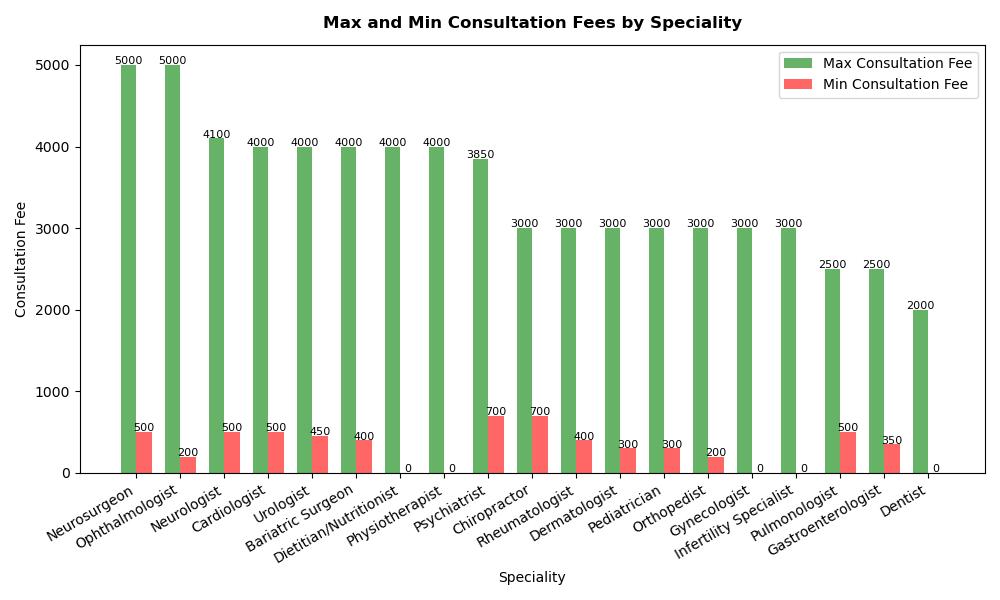 Max and Min Consultation Fees by Speciality
Max Consultation Fee
Min Consultation Fee
Consultation Fee
5000
4000
3000
2000
1000
0
5000
5000
4100
4000
4000
4000
4000
4000
3850
3000
3000
3000
3000
3000
3000
3000
2500
2500
2000
500
200
500
500
450
400
0
0
700
700
400
300
300
200
0
0
500
350
0
Neurosurgeon
Ophthalmologist
Neurologist
Cardiologist
Urologist
Bariatric Surgeon
Dietitian/Nutritionist
Physiotherapist
Psychiatrist
Chiropractor
Rheumatologist
Dermatologist
Pediatrician
Orthopedist
Gynecologist
Infertility Specialist
Pulmonologist
Gastroenterologist
Dentist
Speciality